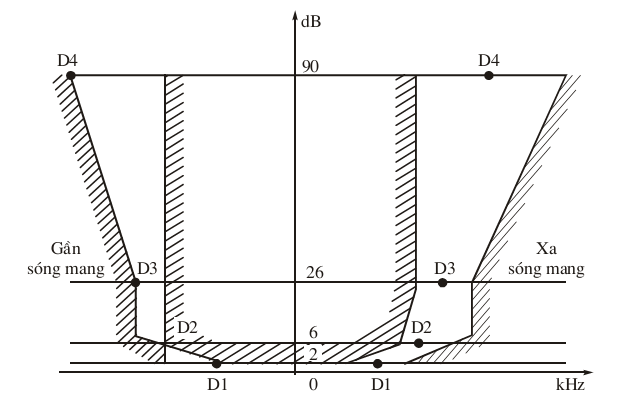 dB
D4
D4
90
Gần
sóng mang
Xa
sóng mang
D3
26
D3
D2
6
D2
2
D1
0
D1
kHz